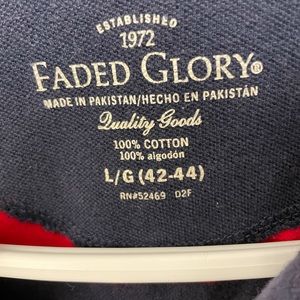 ESTABLISHED
1972
FADED GLORY®
MADE IN PAKISTAN/HECHO EN PAKISTÁN
Quality Goods
100% COTTON
100% algodón
L/G (42-44)
RN#52469 D2F